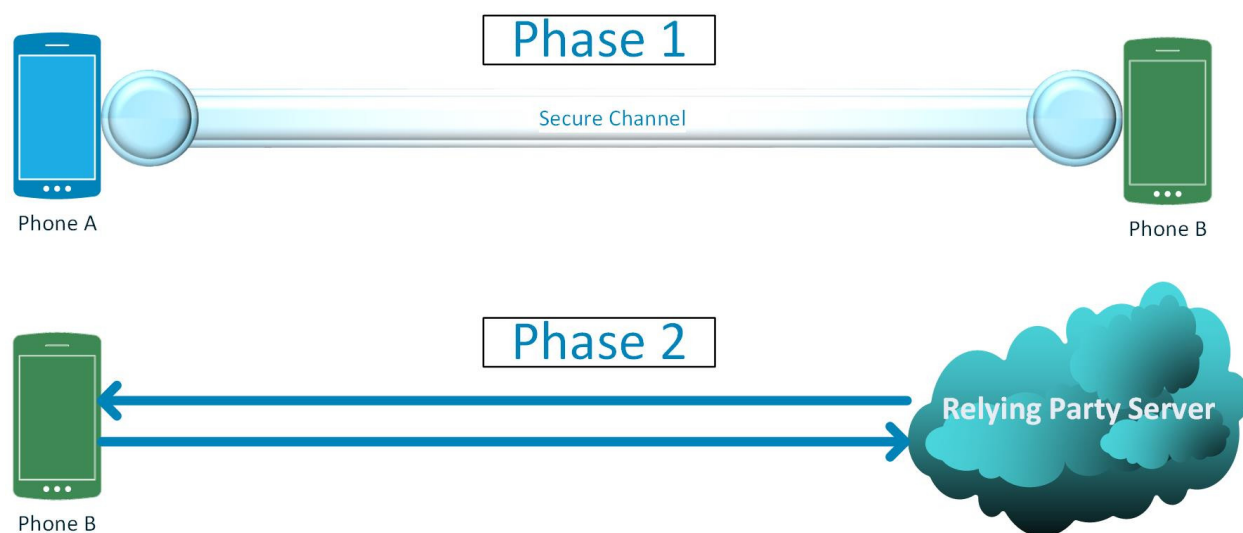 Phase 1
Secure Channel
Phone A
Phone B
Phase 2
Relying Party Server
Phone B